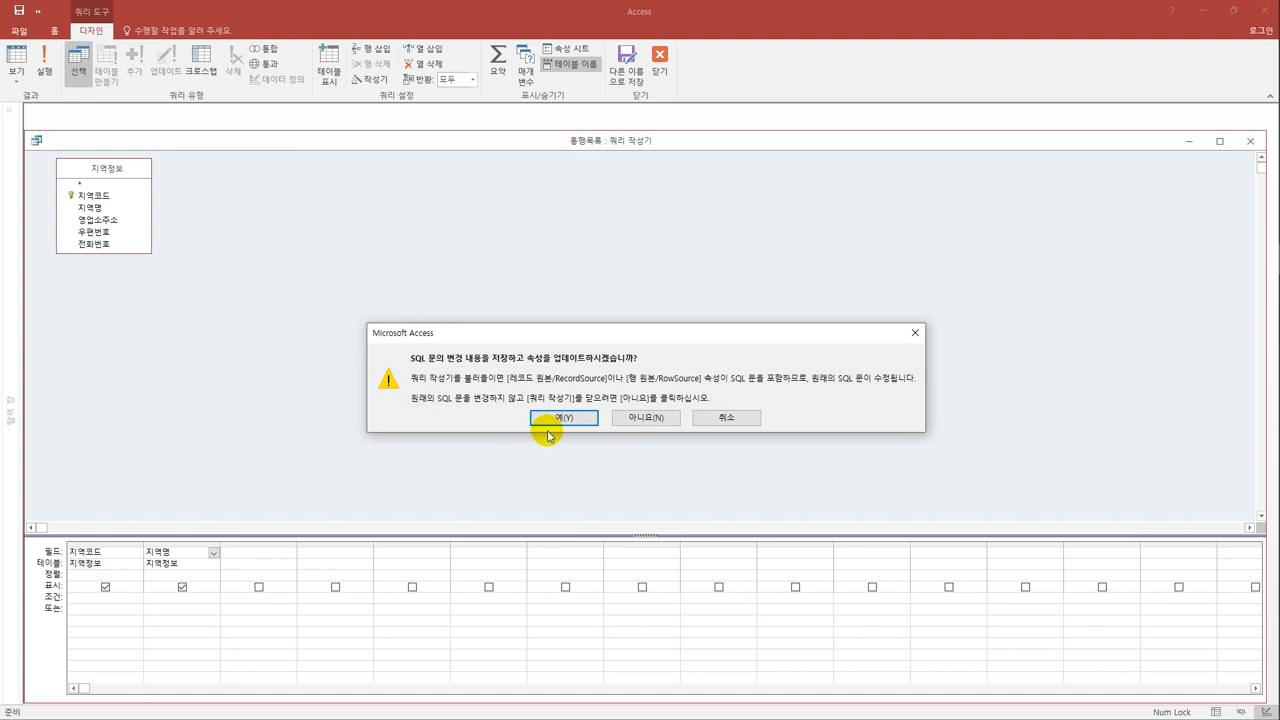 쿼리 도구
Access
파일
홈
디자인
수행할 작업을 알려 주세요.
로그인
보기
실행
선택
테이블
만들기
추가
업데이트
크로스탭
삭제
통합
통과
데이터 정의
테이블
표시
행 삽입
행 삭제
작성기
열 삽입
열 삭제
반환:
모두
요약
매개
변수
속성 시트
테이블 이름
다른 이름
으로 저장
닫기
결과
쿼리 유형
쿼리 설정
표시/숨기기
닫기
통행목록 : 쿼리 작성기
지역정보
*
지역코드
지역명
영업소주소
우편번호
전화번호
탐색 창
Microsoft Access
SQL 문의 변경 내용을 저장하고 속성을 업데이트하시겠습니까?
쿼리 작성기를 불러들이면 [레코드 원본/RecordSource]이나 [행 원본/RowSource] 속성이 SQL 문을 포함하므로, 원래의 SQL 문이 수정됩니다.
원래의 SQL 문을 변경하지 않고 [쿼리 작성기]를 닫으려면 [아니요]를 클릭하십시오.
예(Y)
아니요(N)
취소
필드: 지역코드 지역명
테이블: 지역정보 지역정보
정렬:
표시:
조건:
또는:
준비
Num Lock
SQL